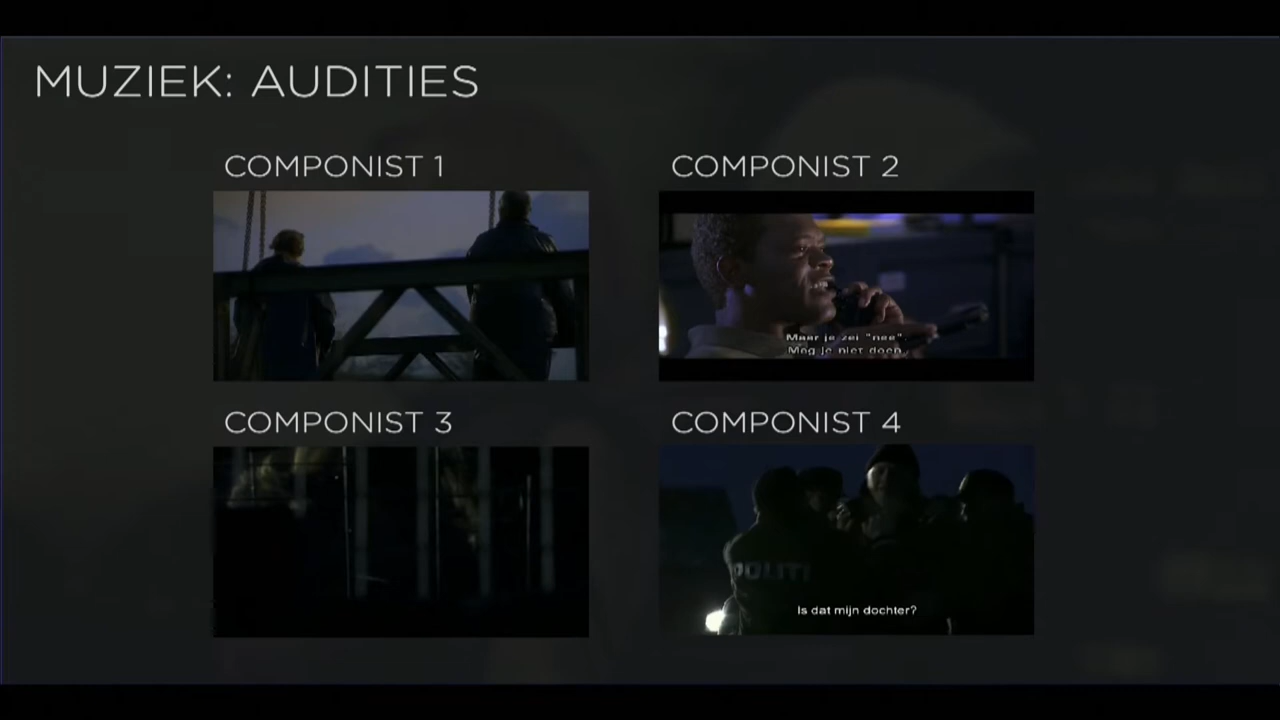 MUZIEK: AUDITIES
COMPONIST 1
COMPONIST 2
Maar je zei "nee".
Mag je niet doen.
COMPONIST 3
COMPONIST 4
POLITI
Is dat mijn dochter?